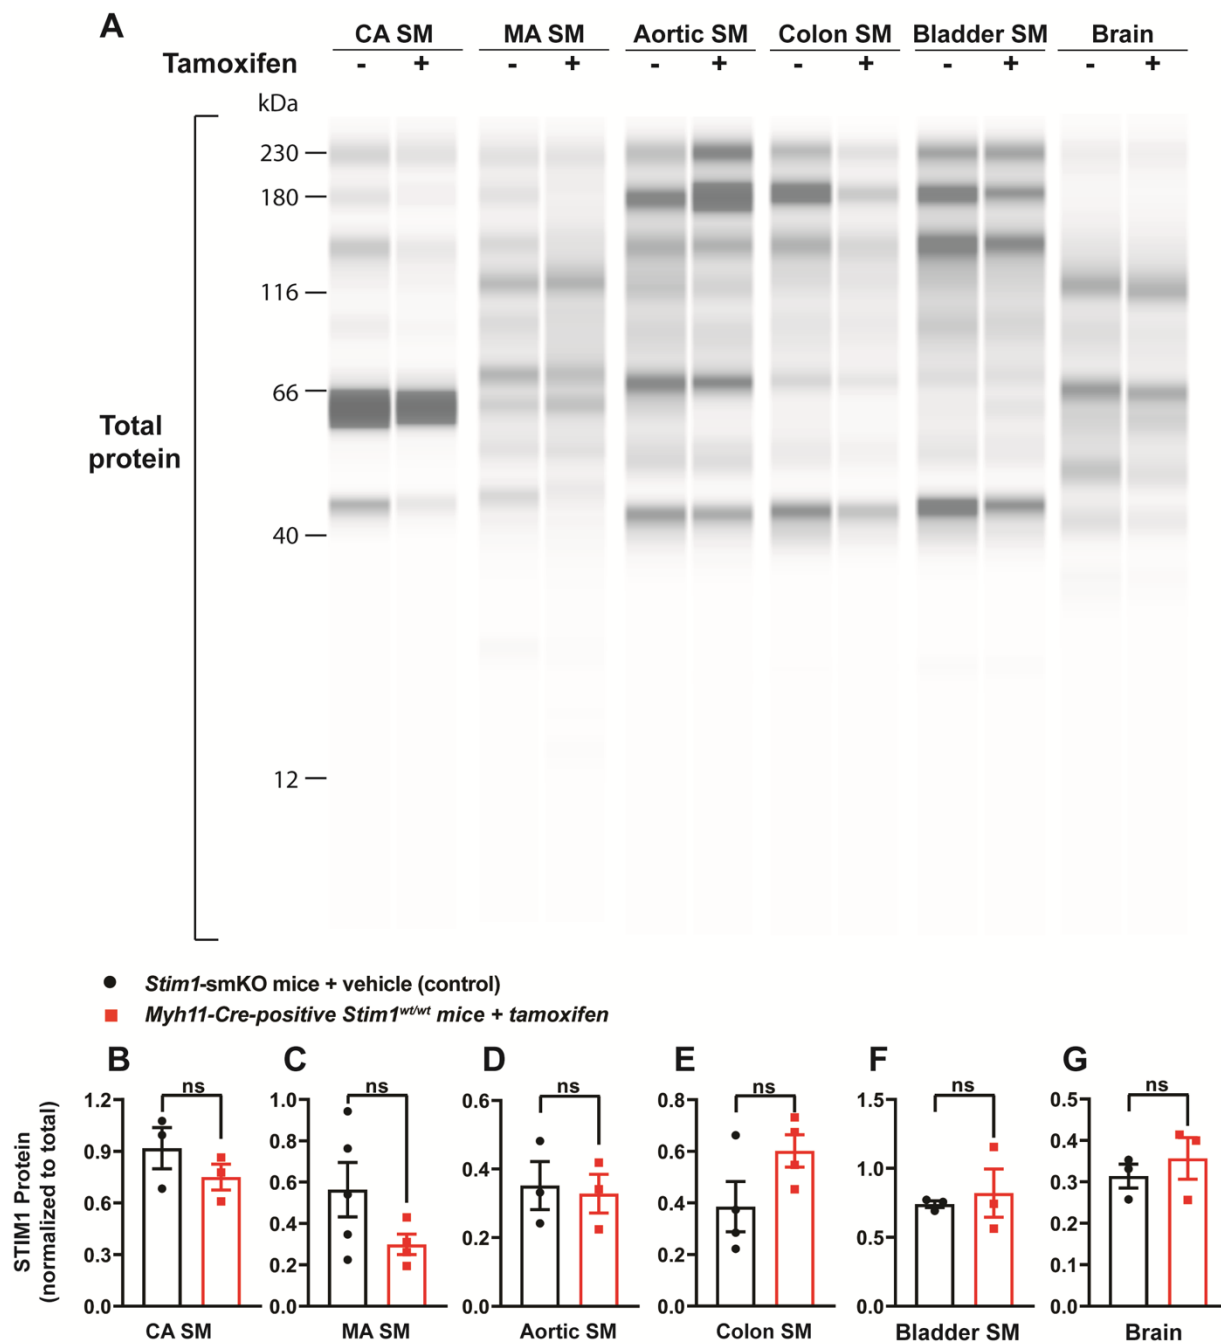 A
CA SM MA SM Aortic SM Colon SM Bladder SM Brain
Tamoxifen - + - + - + - + - + - +
kDa
230
180
116
66
Total
protein
40
12
Stim1-smKO mice + vehicle (control)
Myh11-Cre-positive Stim1wt/wt mice + tamoxifen
B C D E F G
STIM1 Protein
(normalized to total)
ns
1.2
0.9
0.6
0.3
0.0
CA SM
ns
1.0
0.8
0.6
0.4
0.2
0.0
MA SM
ns
0.6
0.4
0.2
0.0
Aortic SM
ns
0.8
0.6
0.4
0.2
0.0
Colon SM
ns
1.5
1.0
0.5
0.0
Bladder SM
ns
0.5
0.4
0.3
0.2
0.1
0.0
Brain